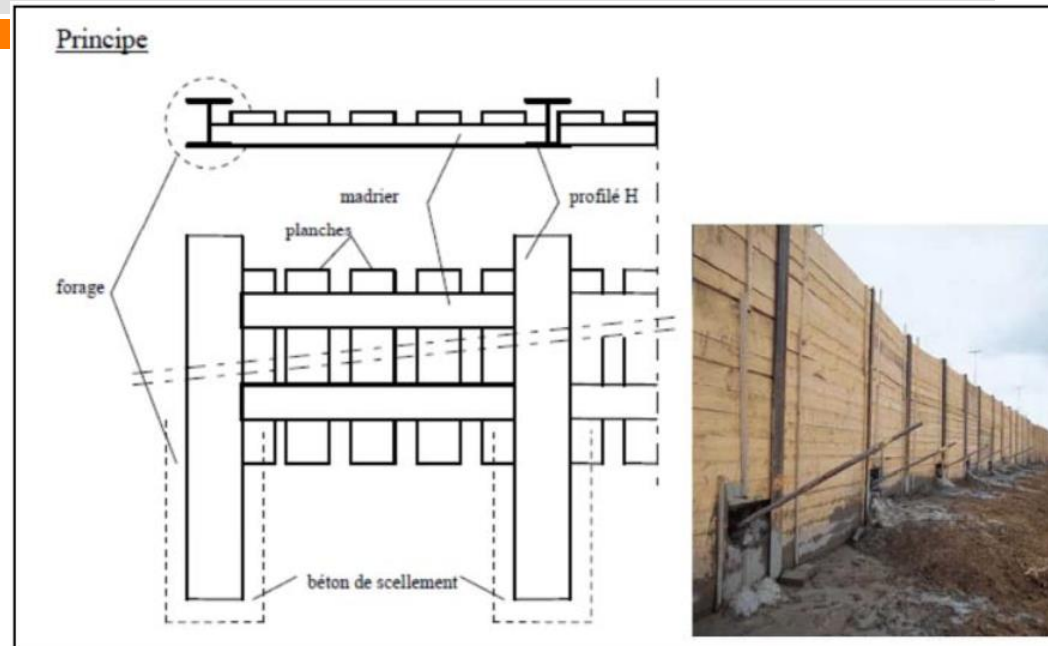 Principe
madrier
profilé H
planches
forage
béton de scellement